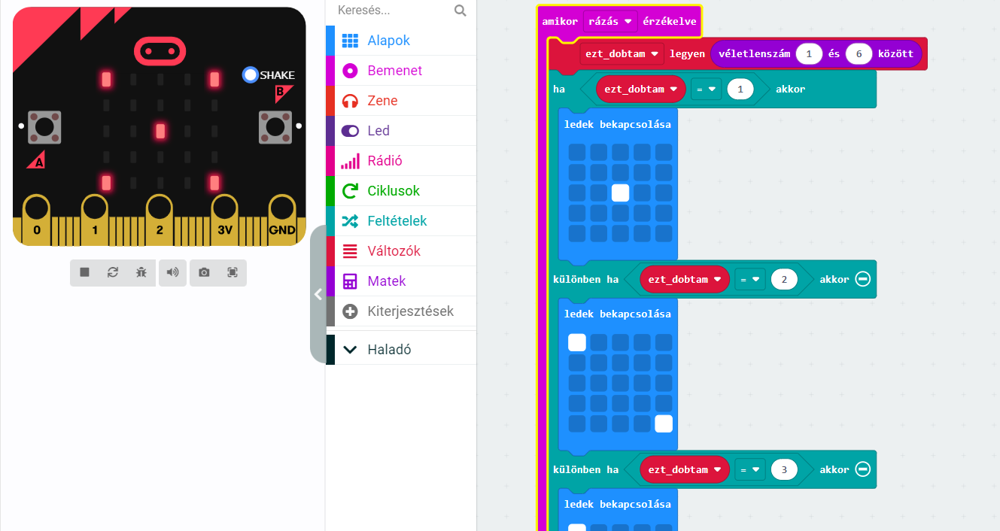 SHAKE
B
A
0 1 2 3V GND
Keresés...
Alapok
Bemenet
Zene
Led
Rádió
Ciklusok
Feltételek
Változók
Matek
Kiterjesztések
Haladó
amikor rázás érzékelve
ezt_dobtam legyen véletlenszám 1 és 6 között
ha ezt_dobtam = 1 akkor
ledek bekapcsolása
különben ha ezt_dobtam = 2 akkor
ledek bekapcsolása
különben ha ezt_dobtam = 3 akkor
ledek bekapcsolása